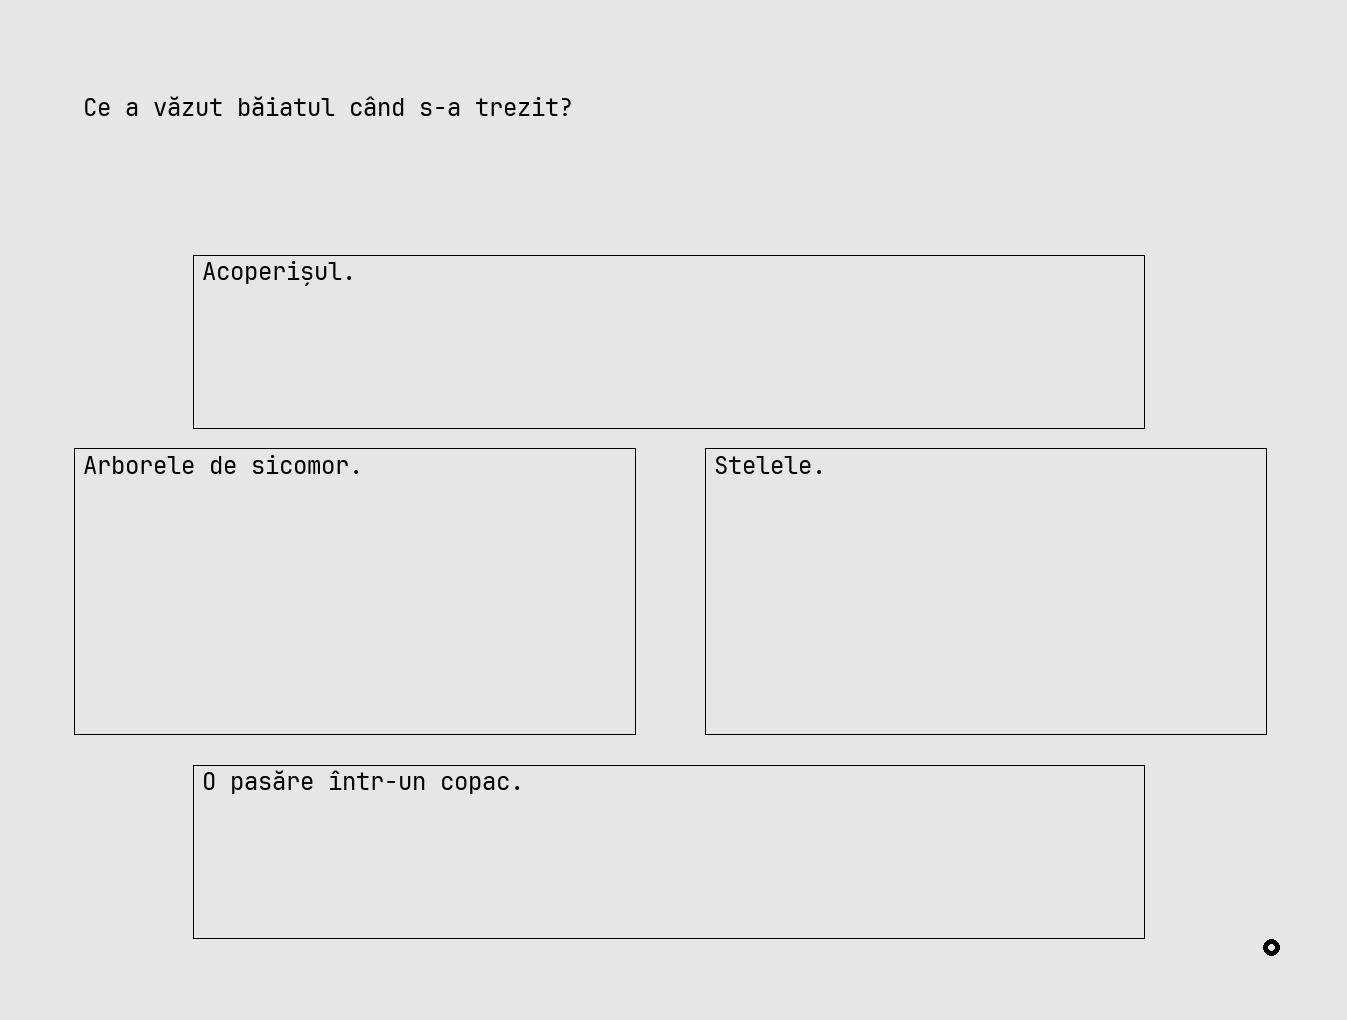 Ce a văzut băiatul când s-a trezit?
Acoperișul.
Arborele de sicomor.
Stelele.
O pasăre într-un copac.